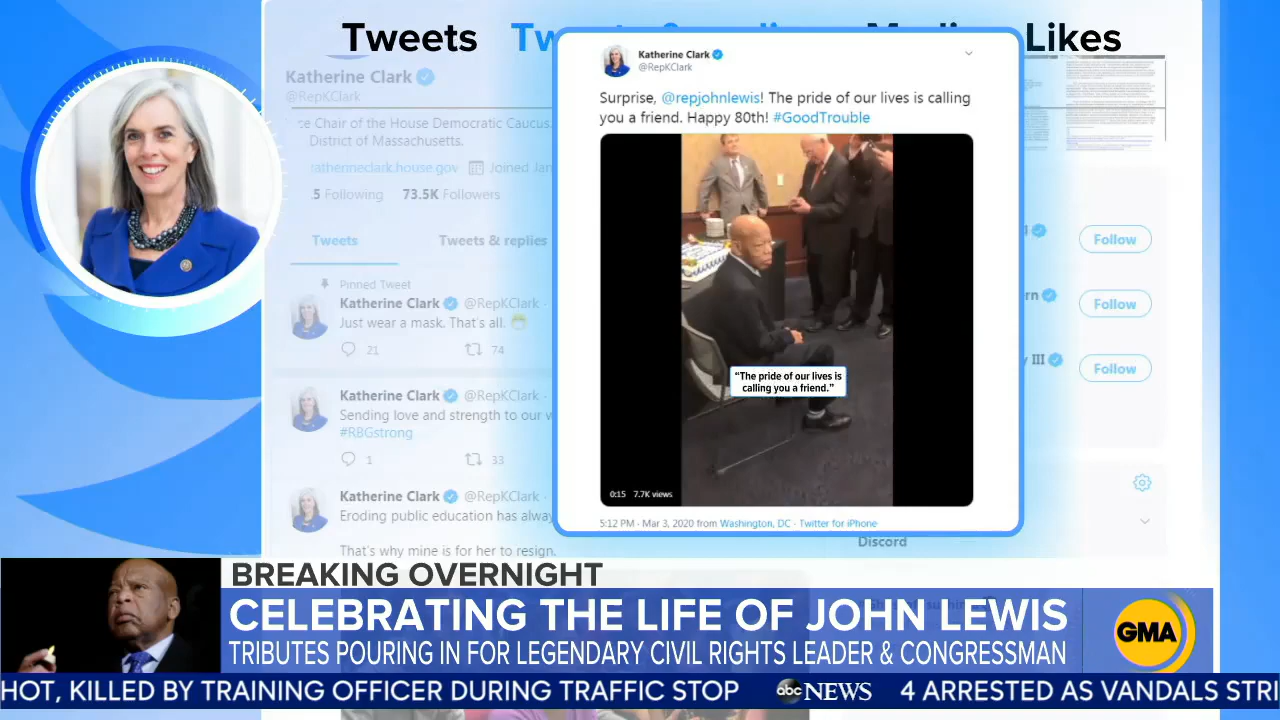 Tweets
Likes
Katherine Clark
@RepKClark
Surprise, @repjohnlewis! The pride of our lives is calling
you a friend. Happy 80th! #GoodTrouble
"The pride of our lives is
calling you a friend."
0:15 7.7K views
5:12 PM · Mar 3, 2020 from Washington, DC · Twitter for iPhone
Katherine Clark
@RepKClark
ce Chair of
ocratic Caucus.
of Massachusetts.
atherineclark.house.gov Joined Jan
.5 Following 73.5K Followers
Tweets Tweets & replies
Pinned Tweet
Katherine Clark @RepKClark ·
Just wear a mask. That's all.
21 74
Katherine Clark @RepKClark ·
Sending love and strength to our
#RBGstrong
1 33
Katherine Clark @RepKClark ·
Eroding public education has
That's why mine is for her to resign.
Follow
Follow
III Follow
Discord
BREAKING OVERNIGHT
CELEBRATING THE LIFE OF JOHN LEWIS
TRIBUTES POURING IN FOR LEGENDARY CIVIL RIGHTS LEADER & CONGRESSMAN
GMA
HOT, KILLED BY TRAINING OFFICER DURING TRAFFIC STOP abc NEWS 4 ARRESTED AS VANDALS STRI